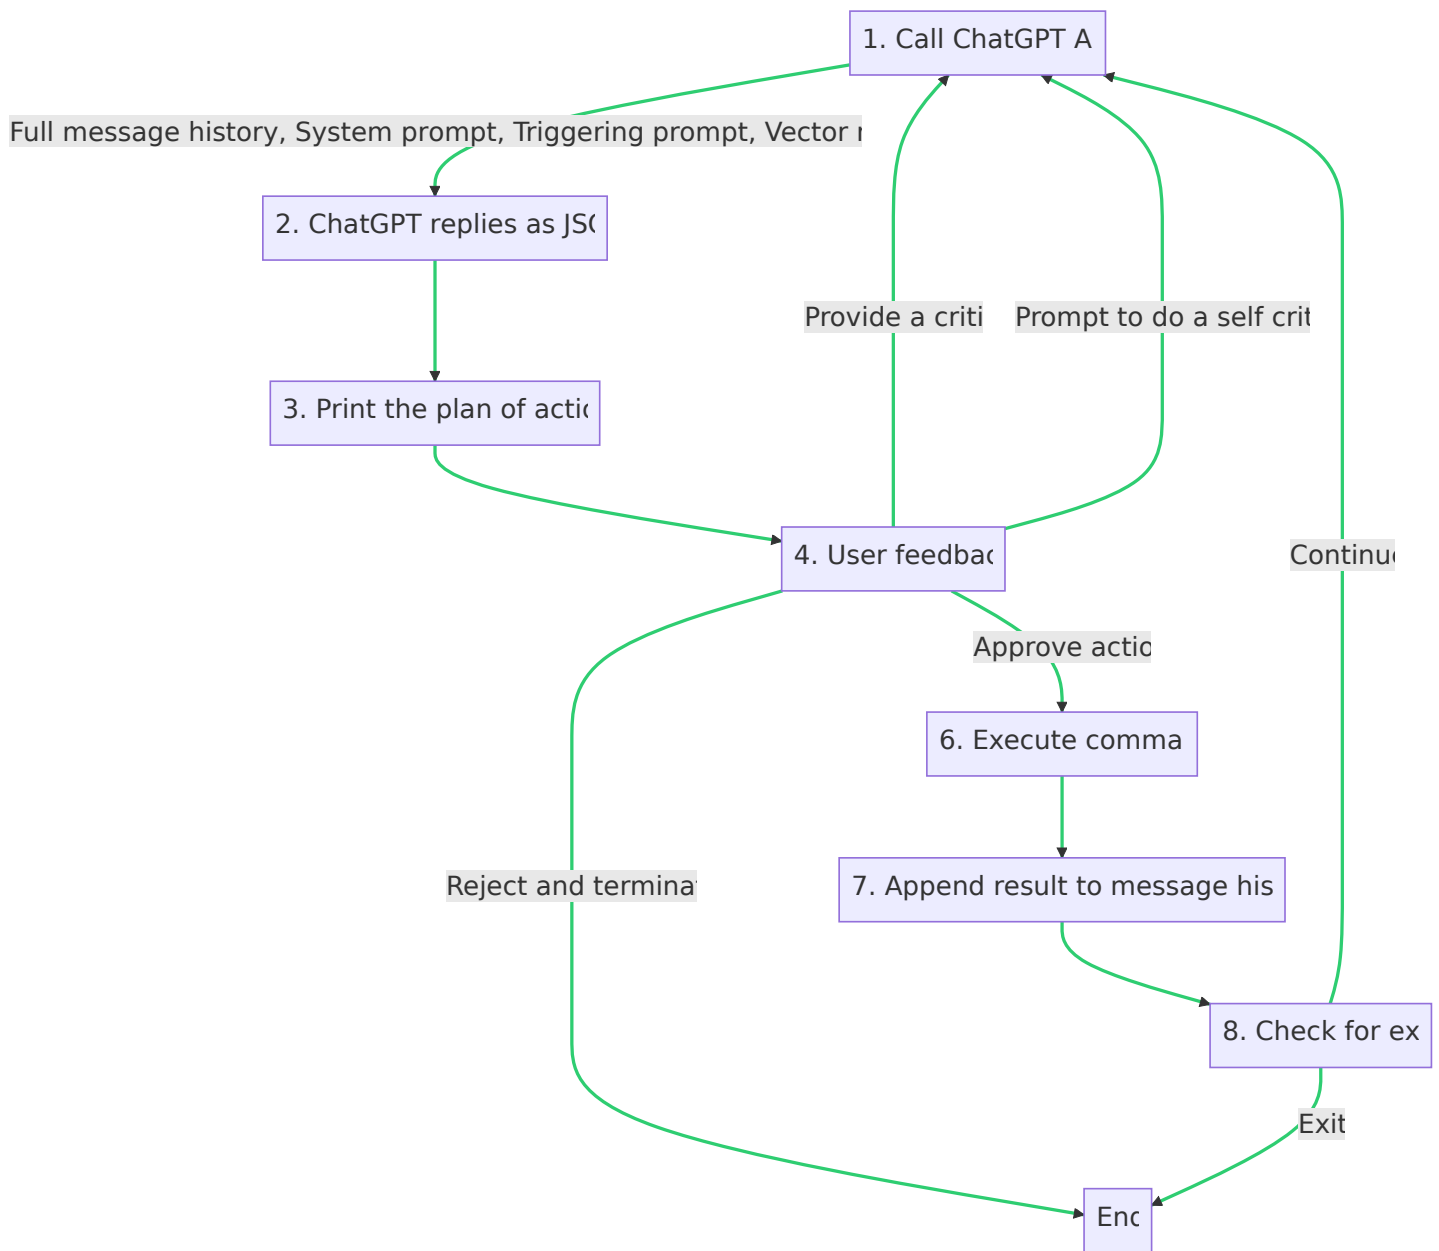 1. Call ChatGPT A
Full message history, System prompt, Triggering prompt, Vector
2. ChatGPT replies as JSO
Provide a criti
Prompt to do a self crit
3. Print the plan of actio
4. User feedbac
Continue
Approve actio
6. Execute comma
Reject and terminat
7. Append result to message his
8. Check for ex
Exit
End